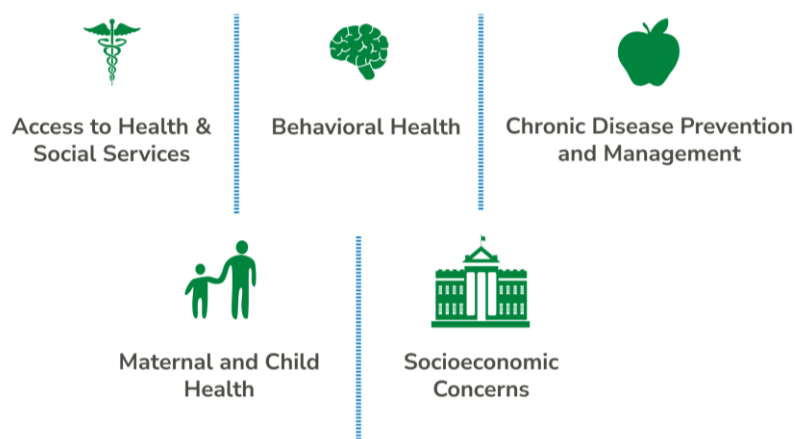 Access to Health &
Social Services
Behavioral Health
Chronic Disease Prevention
and Management
Maternal and Child
Health
Socioeconomic
Concerns